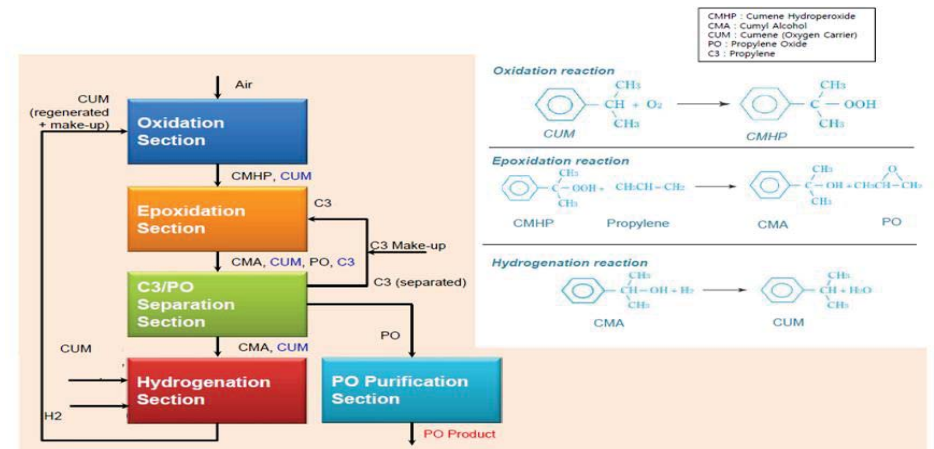 CMHP : Cumene Hydroperoxide
CMA : Cumyl Alcohol
CUM : Cumene (Oxygen Carrier)
PO : Propylene Oxide
C3 : Propylene
Air
CUM
(regenerated
+ make-up)
Oxidation
Section
CMHP, CUM
Epoxidation
Section
C3
C3 Make-up
CMA, CUM, PO, C3
C3 (separated)
C3/PO
Separation
Section
PO
CMA, CUM
CUM
H2
Hydrogenation
Section
PO Purification
Section
PO Product
Oxidation reaction
CH3
CH + O2
CH3
CUM
CH3
C — OOH
CH3
CMHP
Epoxidation reaction
CH3
C — OOH +
CH3
CMHP
CH3CH=CH2
Propylene
CH3
C — OH +
CH3
CMA
O
CH3CH—CH2
PO
Hydrogenation reaction
CH3
CH—OH + H2
CH3
CMA
CH3
CH + H2O
CH3
CUM